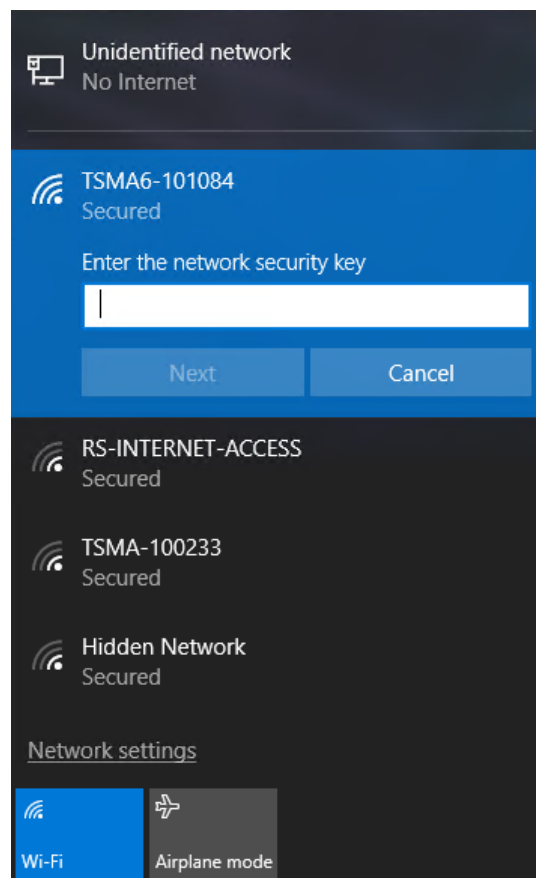 Unidentified network
No Internet
TSMA6-101084
Secured
Enter the network security key
Next
Cancel
RS-INTERNET-ACCESS
Secured
TSMA-100233
Secured
Hidden Network
Secured
Network settings
Wi-Fi
Airplane mode